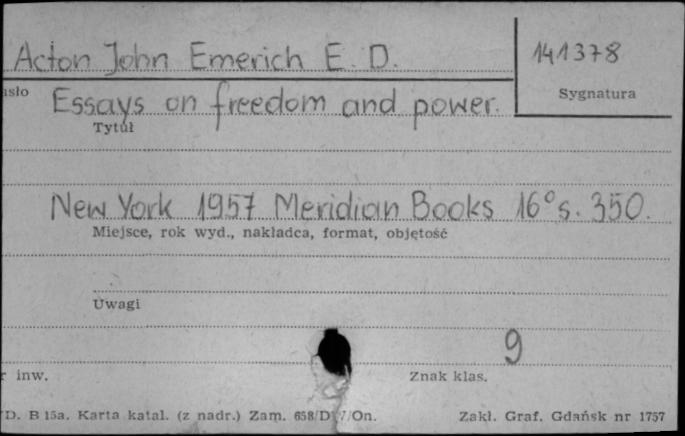 Acton John Emerich E. D.
141378
Sygnatura
Essays on freedom and power.
Tytuł
New York 1957 Meridian Books 16° s. 350.
Miejsce, rok wyd., nakładca, format, objętość
Uwagi
9
inw.
Znak klas.
D. B 15a. Karta katal. (z nadr.) Zam. 658/D /On.
Zakł. Graf. Gdańsk nr 1757